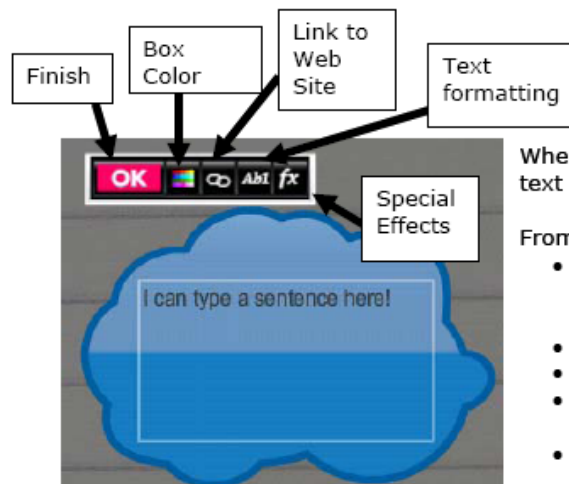 Finish
Box
Color
Link to
Web
Site
Text
formatting
OK
AbI
fx
Special
Effects
I can type a sentence here!
Whe
text
From